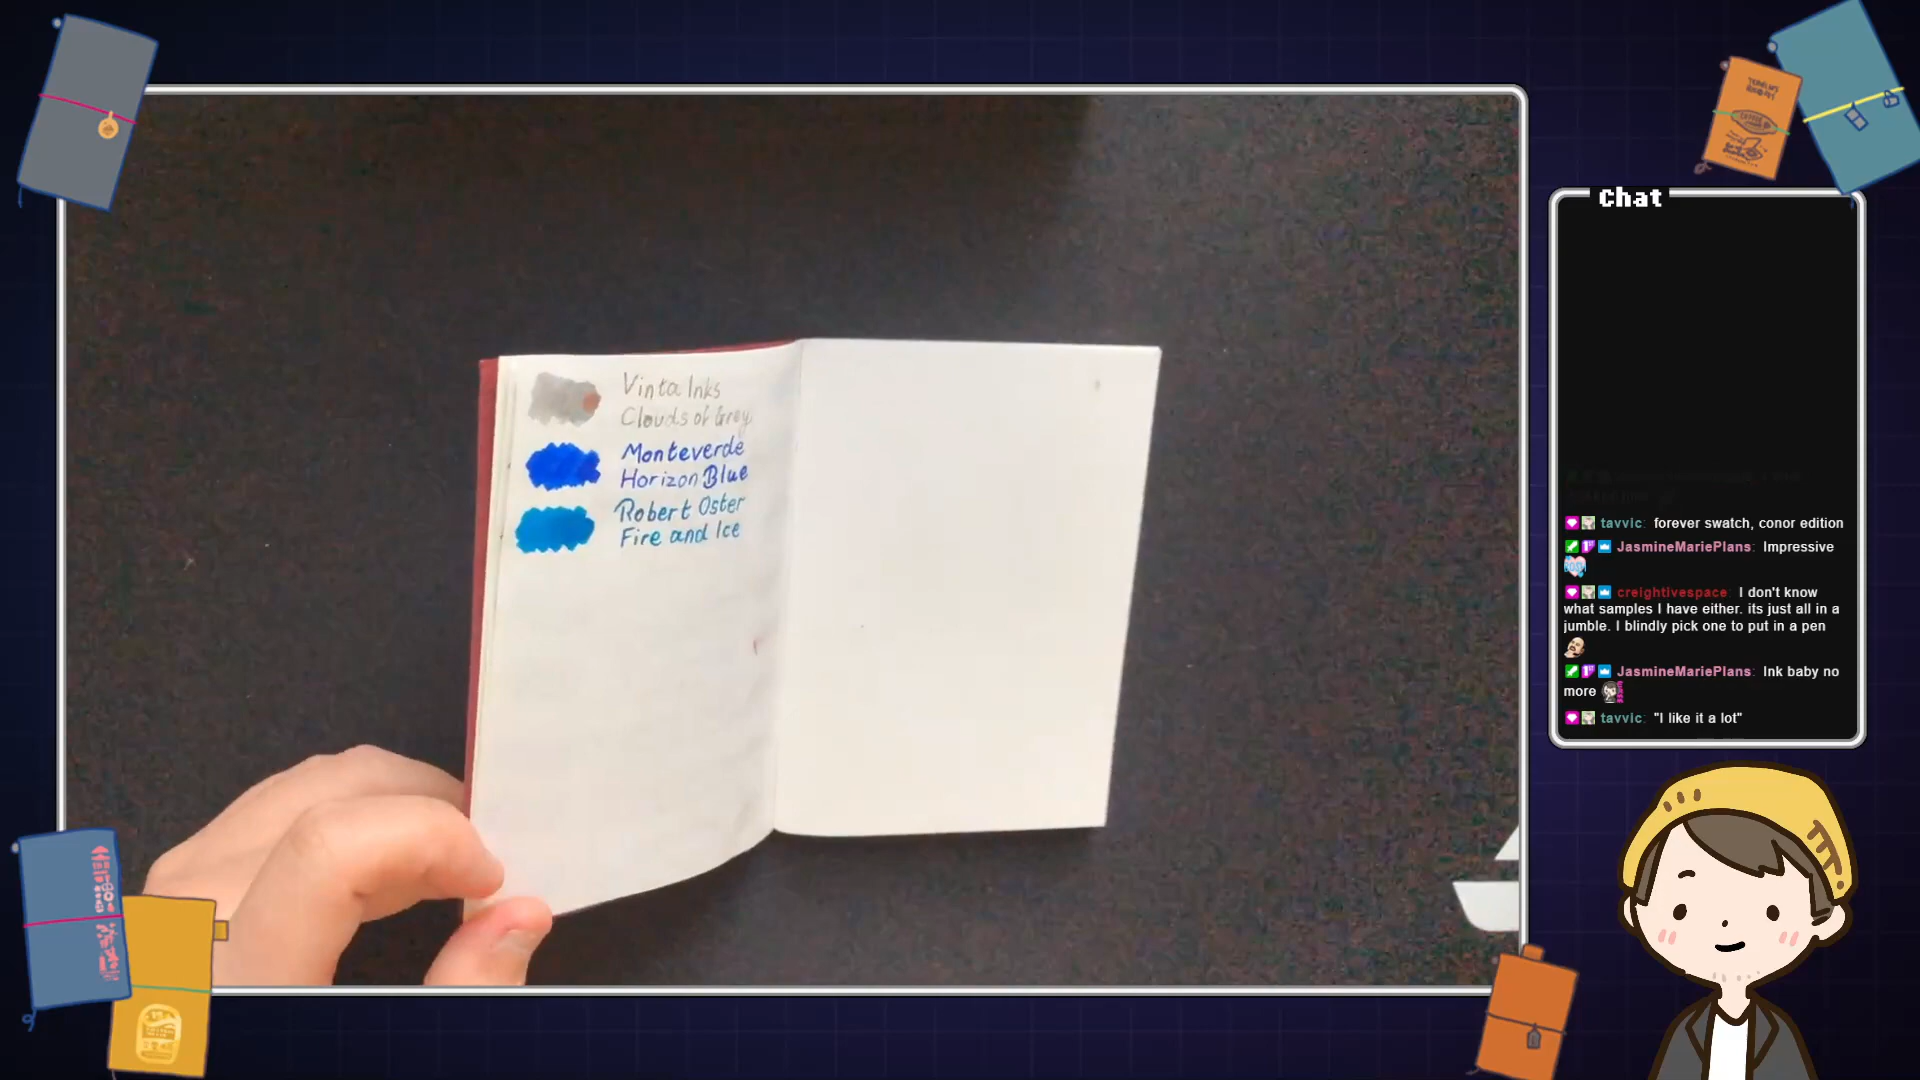 Vinta Inks
Clouds of Grey
Monteverde
Horizon Blue
Robert Oster
Fire and Ice
Chat
tavvic: forever swatch, conor edition
JasmineMariePlans: Impressive
creightivespace: I don't know
what samples I have either. its just all in a
jumble. I blindly pick one to put in a pen
JasmineMariePlans: Ink baby no
more
tavvic: "I like it a lot"